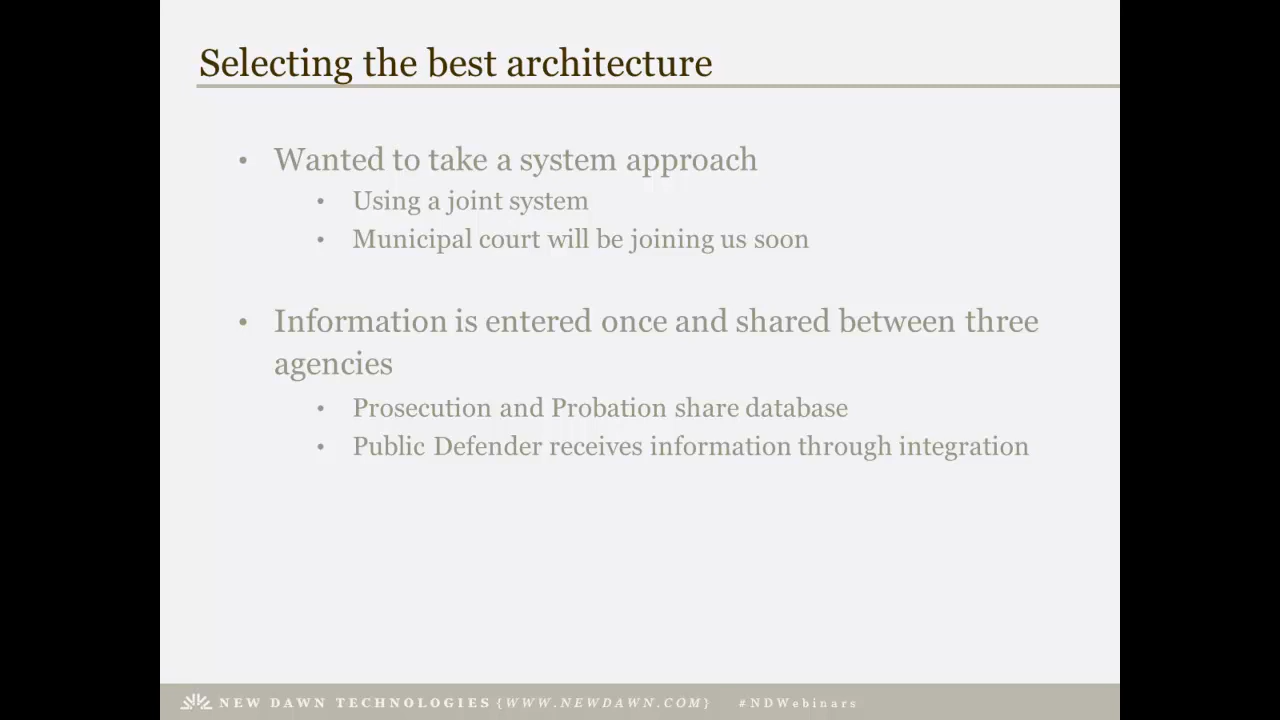 Selecting the best architecture
• Wanted to take a system approach
• Using a joint system
• Municipal court will be joining us soon
• Information is entered once and shared between three
agencies
• Prosecution and Probation share database
• Public Defender receives information through integration
NEW DAWN TECHNOLOGIES {WWW.NEWDAWN.COM} #NDWebinars